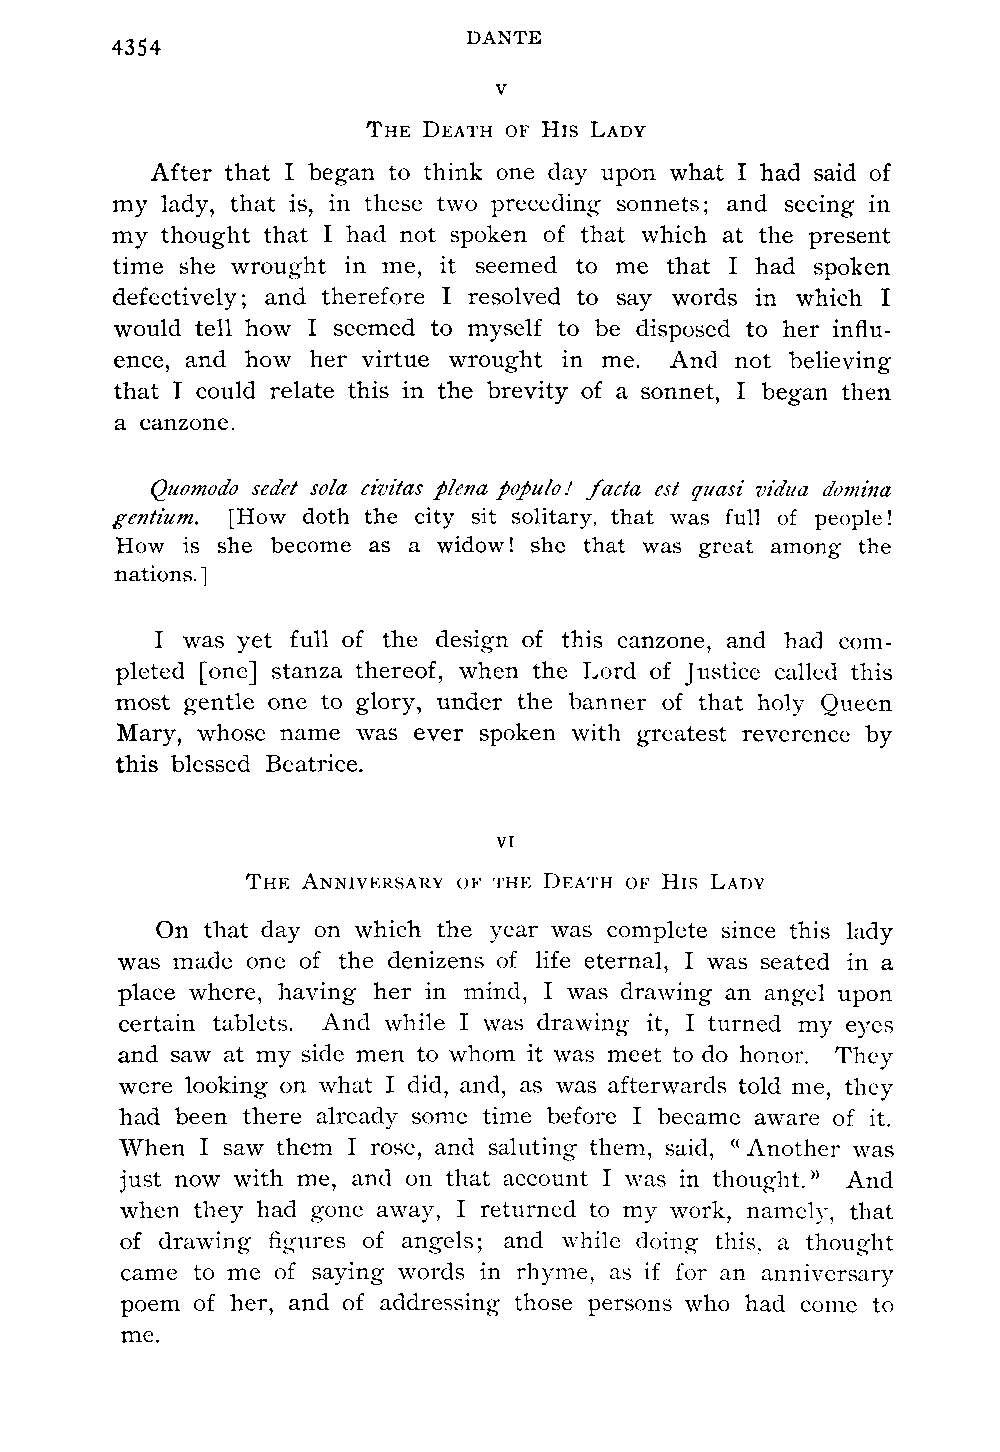 4354
DANTE
V
THE DEATH OF HIS LADY
After that I began to think one day upon what I had said of
my lady, that is, in these two preceding sonnets; and seeing in
my thought that I had not spoken of that which at the present
time she wrought in me, it seemed to me that I had spoken
defectively; and therefore I resolved to say words in which I
would tell how I seemed to myself to be disposed to her influ-
ence, and how her virtue wrought in me. And not believing
that I could relate this in the brevity of a sonnet, I began then
a canzone.
Quomodo sedet sola civitas plena populo! facta est quasi vidua domina
gentium. [How doth the city sit solitary, that was full of people!
How is she become as a widow! she that was great among the
nations.]
I was yet full of the design of this canzone, and had com-
pleted [one] stanza thereof, when the Lord of Justice called this
most gentle one to glory, under the banner of that holy Queen
Mary, whose name was ever spoken with greatest reverence by
this blessed Beatrice.
VI
THE ANNIVERSARY OF THE DEATH OF HIS LADY
On that day on which the year was complete since this lady
was made one of the denizens of life eternal, I was seated in a
place where, having her in mind, I was drawing an angel upon
certain tablets. And while I was drawing it, I turned my eyes
and saw at my side men to whom it was meet to do honor. They
were looking on what I did, and, as was afterwards told me, they
had been there already some time before I became aware of it.
When I saw them I rose, and saluting them, said, "Another was
just now with me, and on that account I was in thought." And
when they had gone away, I returned to my work, namely, that
of drawing figures of angels; and while doing this, a thought
came to me of saying words in rhyme, as if for an anniversary
poem of her, and of addressing those persons who had come to
me.